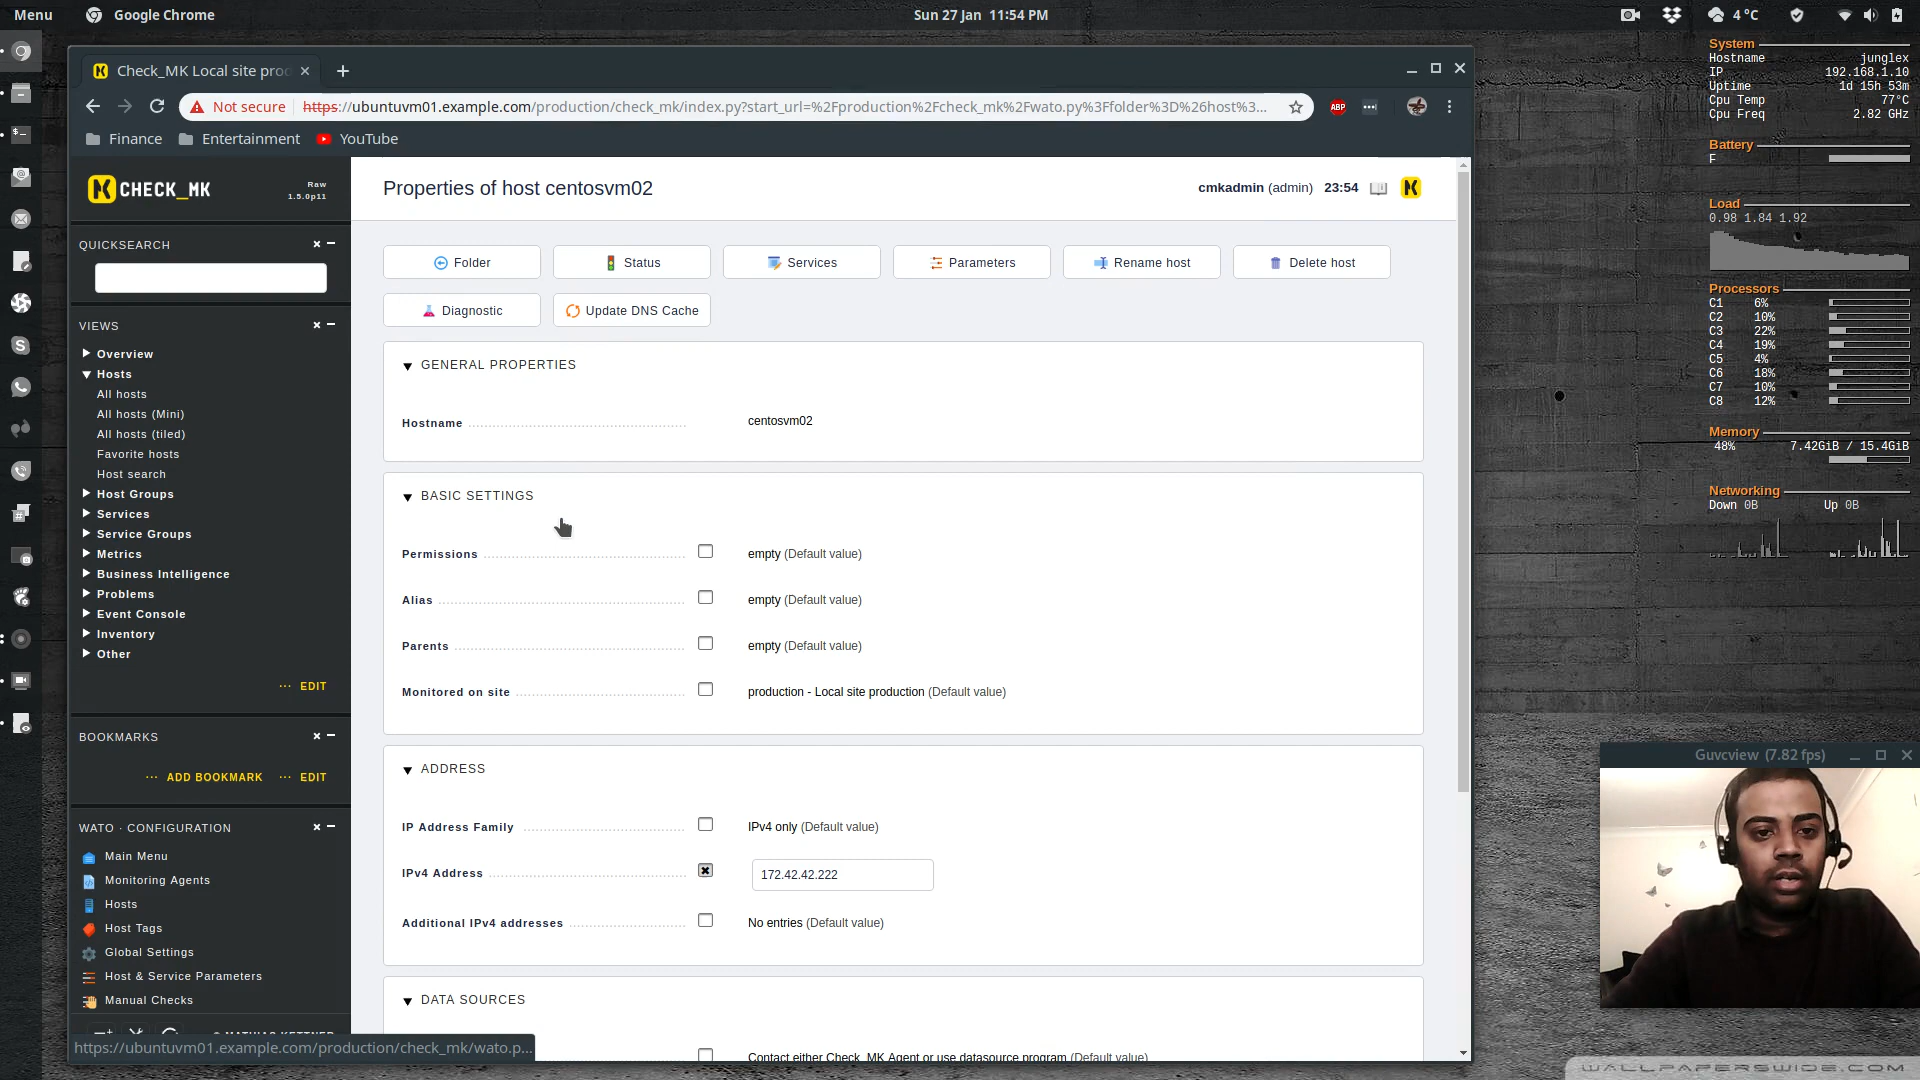 Menu Google Chrome Sun 27 Jan 11:54 PM 4 °C
Check_MK Local site prod
Not secure https://ubuntuvm01.example.com/production/check_mk/index.py?start_url=%2Fproduction%2Fcheck_mk%2Fwato.py%3Ffolder%3D%26host%3...
ABP
Finance Entertainment YouTube
CHECK_MK
Raw
1.5.0p11
QUICKSEARCH
VIEWS
Overview
Hosts
All hosts
All hosts (Mini)
All hosts (tiled)
Favorite hosts
Host search
Host Groups
Services
Service Groups
Metrics
Business Intelligence
Problems
Event Console
Inventory
Other
EDIT
BOOKMARKS
ADD BOOKMARK EDIT
WATO · CONFIGURATION
Main Menu
Monitoring Agents
Hosts
Host Tags
Global Settings
Host & Service Parameters
Manual Checks
© MATHIAS KETTNER
https://ubuntuvm01.example.com/production/check_mk/wato.p...
Properties of host centosvm02
cmkadmin (admin) 23:54
Folder Status Services Parameters Rename host Delete host
Diagnostic Update DNS Cache
GENERAL PROPERTIES
Hostname centosvm02
BASIC SETTINGS
Permissions empty (Default value)
Alias empty (Default value)
Parents empty (Default value)
Monitored on site production - Local site production (Default value)
ADDRESS
IP Address Family IPv4 only (Default value)
IPv4 Address 172.42.42.222
Additional IPv4 addresses No entries (Default value)
DATA SOURCES
Contact either Check_MK Agent or use datasource program (Default value)
System
Hostname junglex
IP 192.168.1.10
Uptime 1d 15h 53m
Cpu Temp 77°C
Cpu Freq 2.82 GHz
Battery
F
Load
0.98 1.84 1.92
Processors
C1 6%
C2 10%
C3 22%
C4 19%
C5 4%
C6 18%
C7 10%
C8 12%
Memory
48% 7.42GiB / 15.4GiB
Networking
Down 0B Up 0B
Guvcview (7.82 fps)
WALLPAPERSWIDE.COM